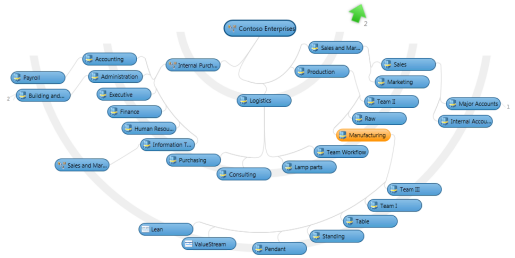 2
Contoso Enterprises
Sales and Mar...
Accounting
Internal Purch...
Sales
Production
Payroll
Administration
Marketing
Building and...
Executive
Logistics
Team II
Major Accounts
2
1
Finance
Raw
Internal Accou...
Human Resou...
Manufacturing
Information T...
Team Workflow
Sales and Mar...
Purchasing
Lamp parts
Consulting
Team III
Team I
Table
Lean
Standing
ValueStream
Pendant